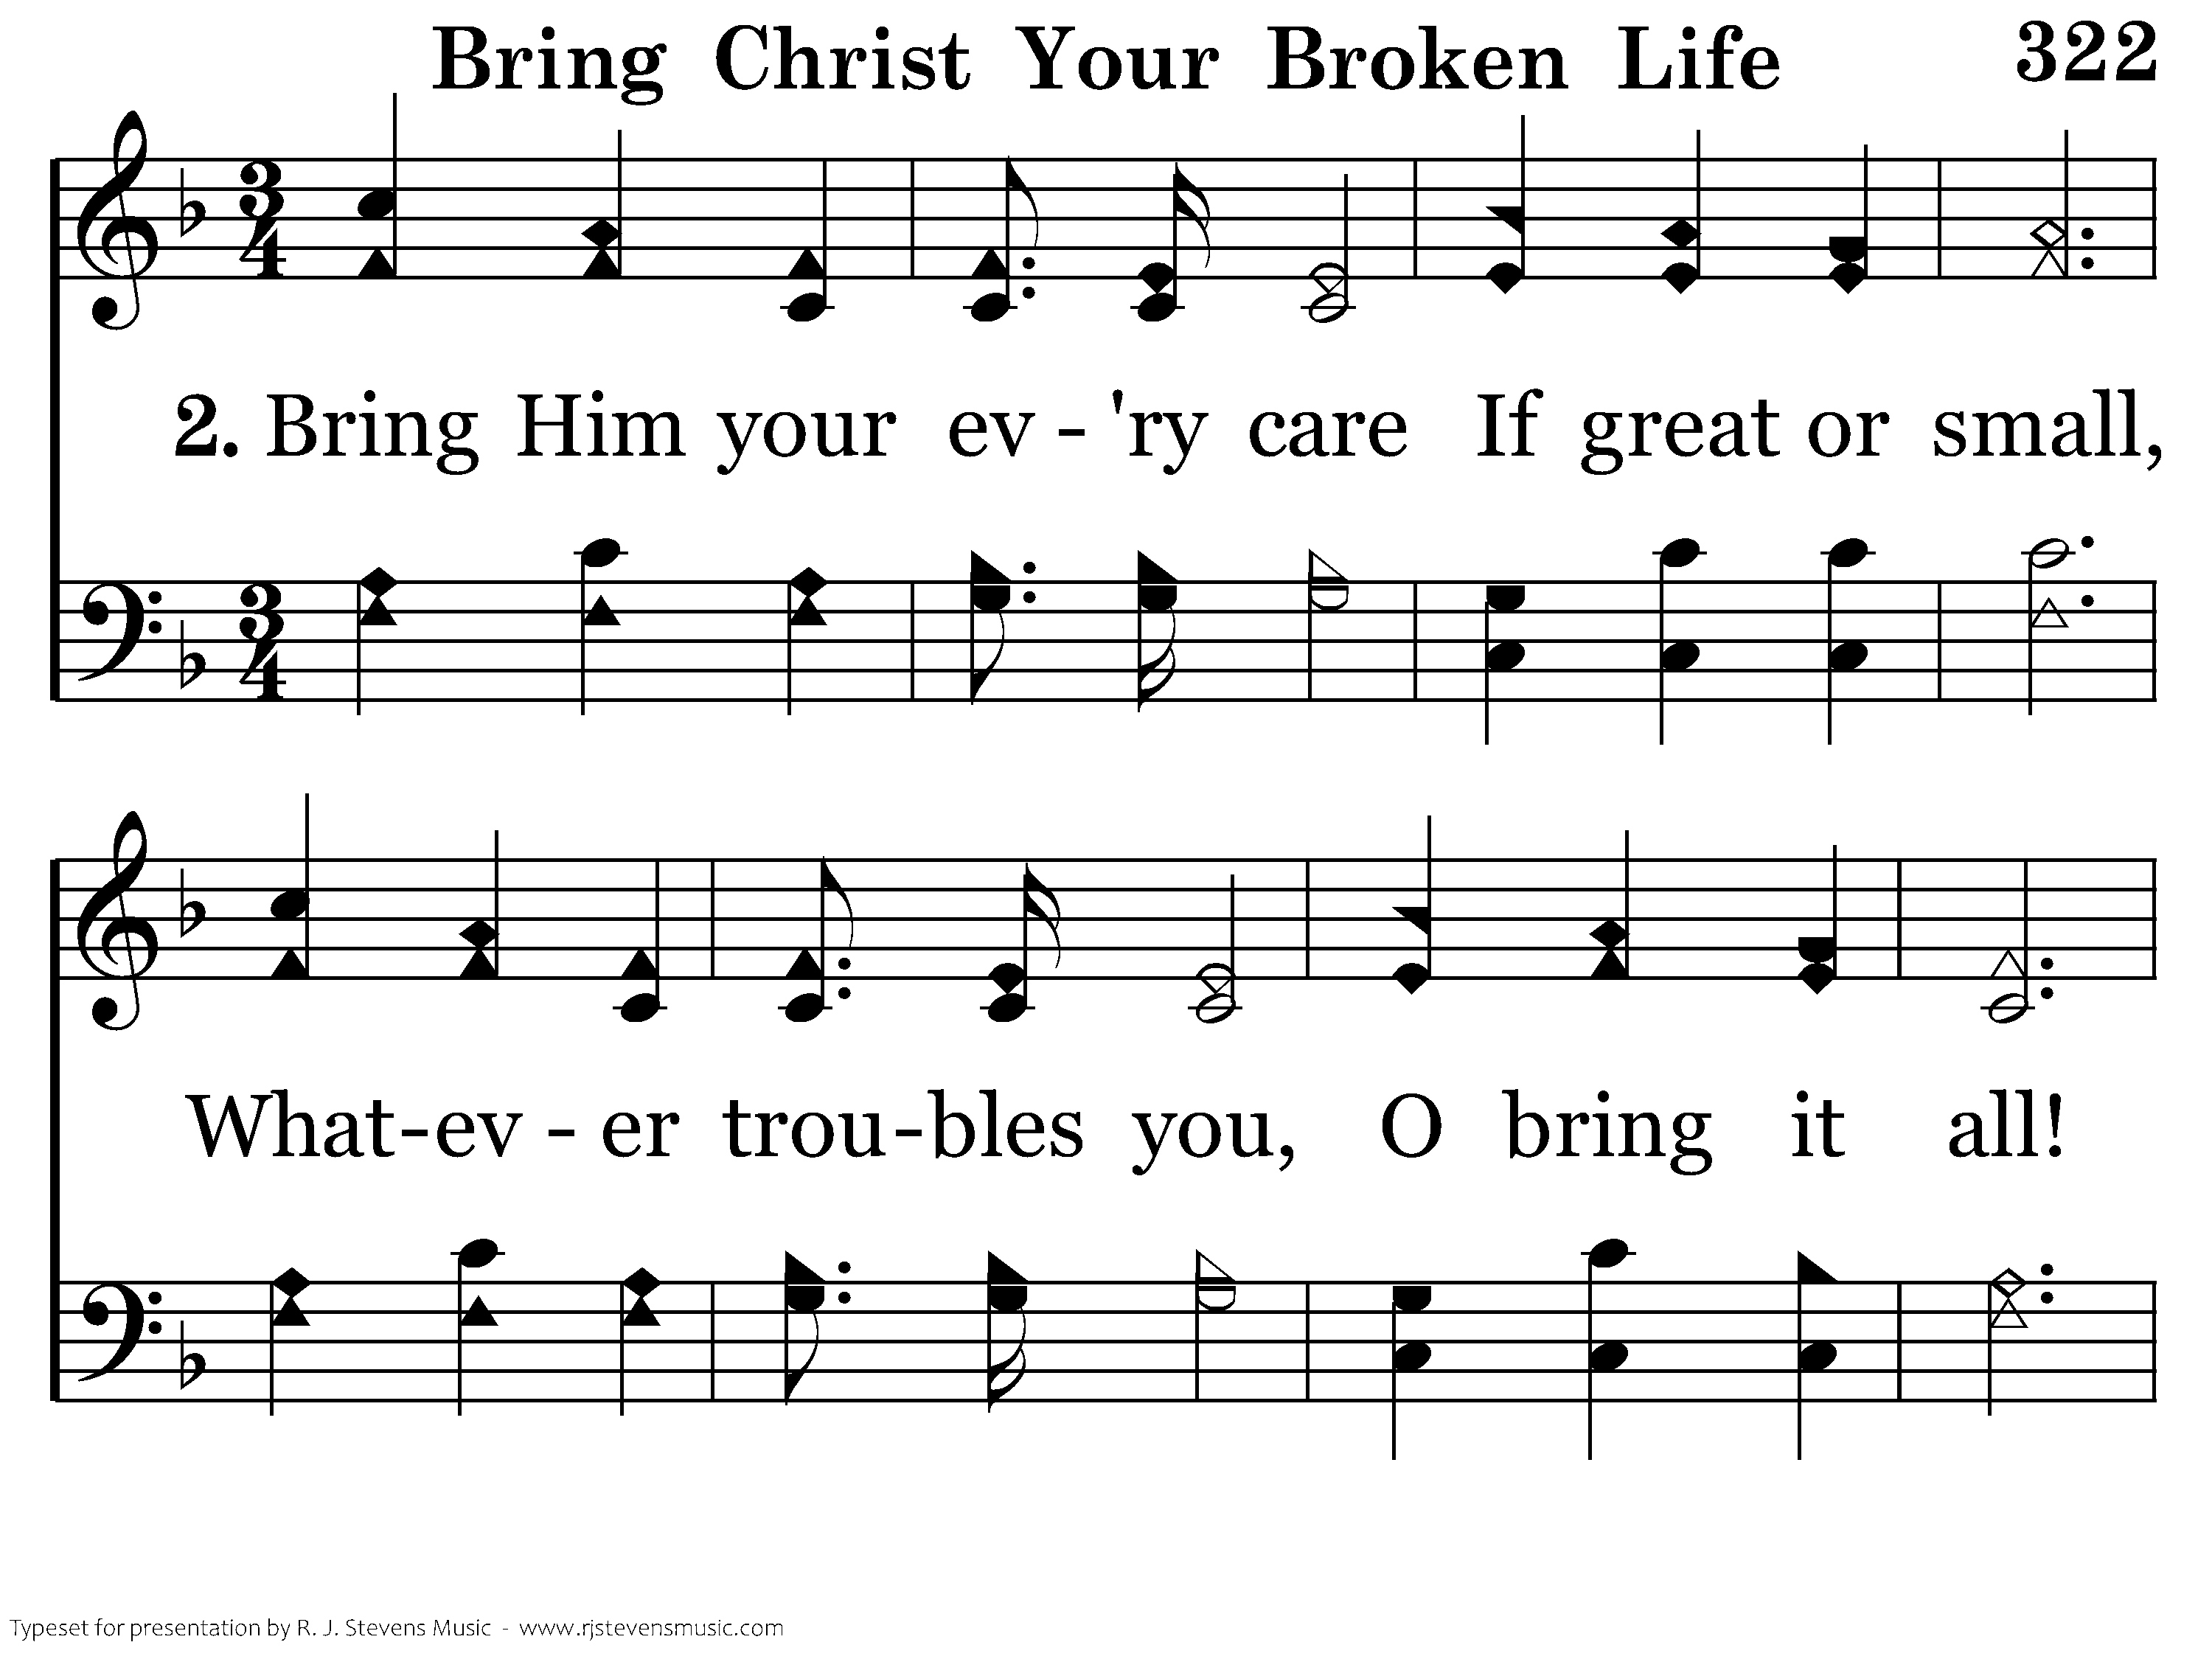 Bring Christ Your Broken Life 322
2. Bring Him your ev - 'ry care If great or small,
What-ev - er trou-bles you, O bring it all!
Typeset for presentation by R. J. Stevens Music - www.rjstevensmusic.com